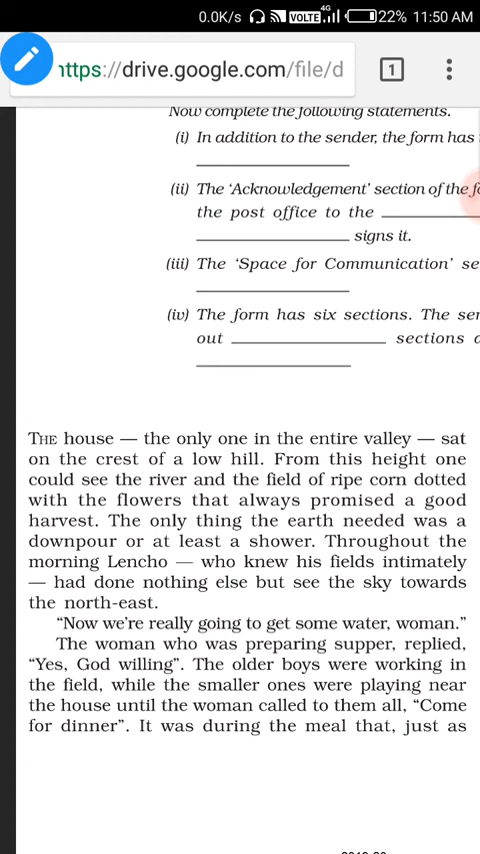 0.0K/s VOLTE 4G 22% 11:50 AM
https://drive.google.com/file/d 1
Now complete the following statements.
(i) In addition to the sender, the form has
(ii) The ‘Acknowledgement’ section of the
the post office to the
signs it.
(iii) The ‘Space for Communication’ se
(iv) The form has six sections. The sen
out sections a
THE house — the only one in the entire valley — sat
on the crest of a low hill. From this height one
could see the river and the field of ripe corn dotted
with the flowers that always promised a good
harvest. The only thing the earth needed was a
downpour or at least a shower. Throughout the
morning Lencho — who knew his fields intimately
— had done nothing else but see the sky towards
the north-east.
“Now we’re really going to get some water, woman.”
The woman who was preparing supper, replied,
“Yes, God willing”. The older boys were working in
the field, while the smaller ones were playing near
the house until the woman called to them all, “Come
for dinner”. It was during the meal that, just as